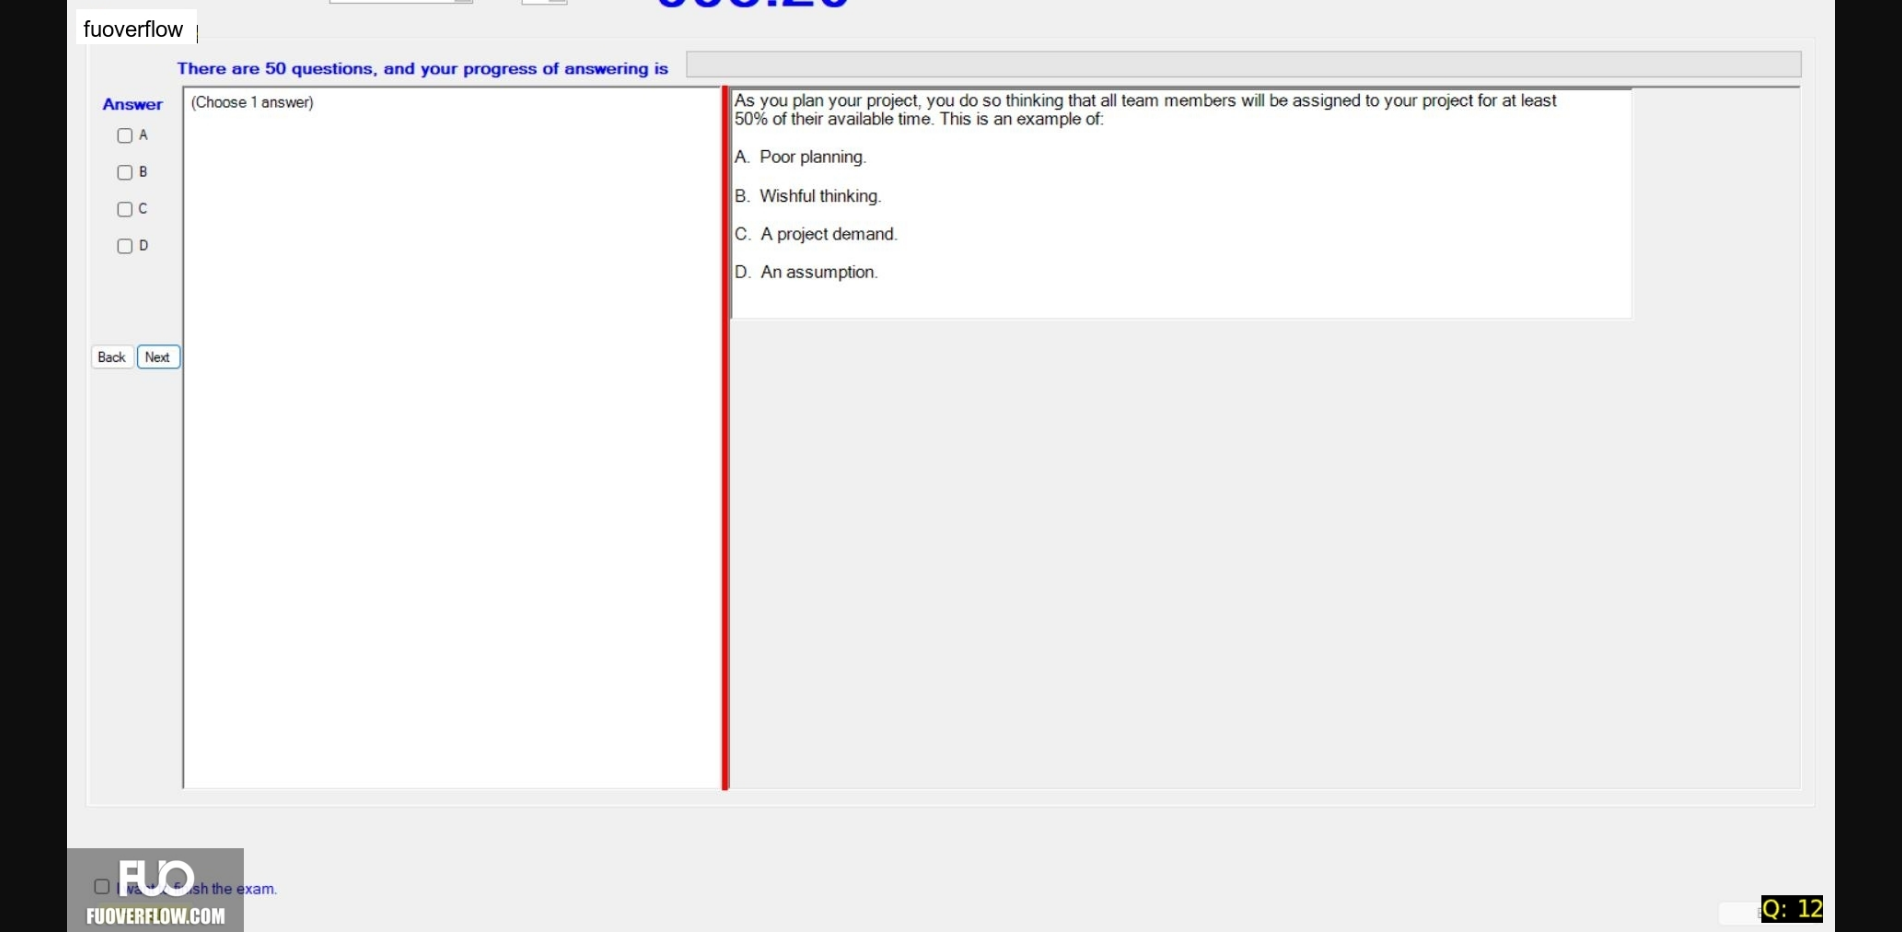 fuoverflow
There are 50 questions, and your progress of answering is
Answer
A
B
C
D
Back
Next
(Choose 1 answer)
As you plan your project, you do so thinking that all team members will be assigned to your project for at least
50% of their available time. This is an example of:
A. Poor planning.
B. Wishful thinking.
C. A project demand.
D. An assumption.
FUO
sh the exam.
FUOVERFLOW.COM
Q: 12